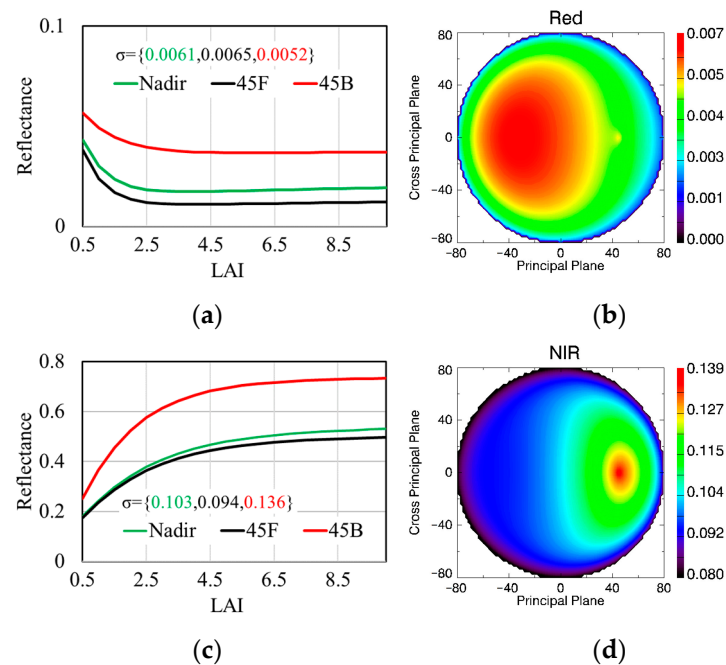 0.1
σ={0.0061,0.0065,0.0052}
Nadir 45F 45B
Reflectance
0
0.5 2.5 4.5 6.5 8.5
LAI
(a)
Red
80
40
0
-40
-80
Cross Principal Plane
-80 -40 0 40 80
Principal Plane
0.007
0.005
0.004
0.003
0.002
0.000
(b)
0.8
0.6
0.4
0.2
0
Reflectance
σ={0.103,0.094,0.136}
Nadir 45F 45B
0.5 2.5 4.5 6.5 8.5
LAI
(c)
NIR
80
40
0
-40
-80
Cross Principal Plane
-80 -40 0 40 80
Principal Plane
0.139
0.127
0.115
0.104
0.092
0.080
(d)